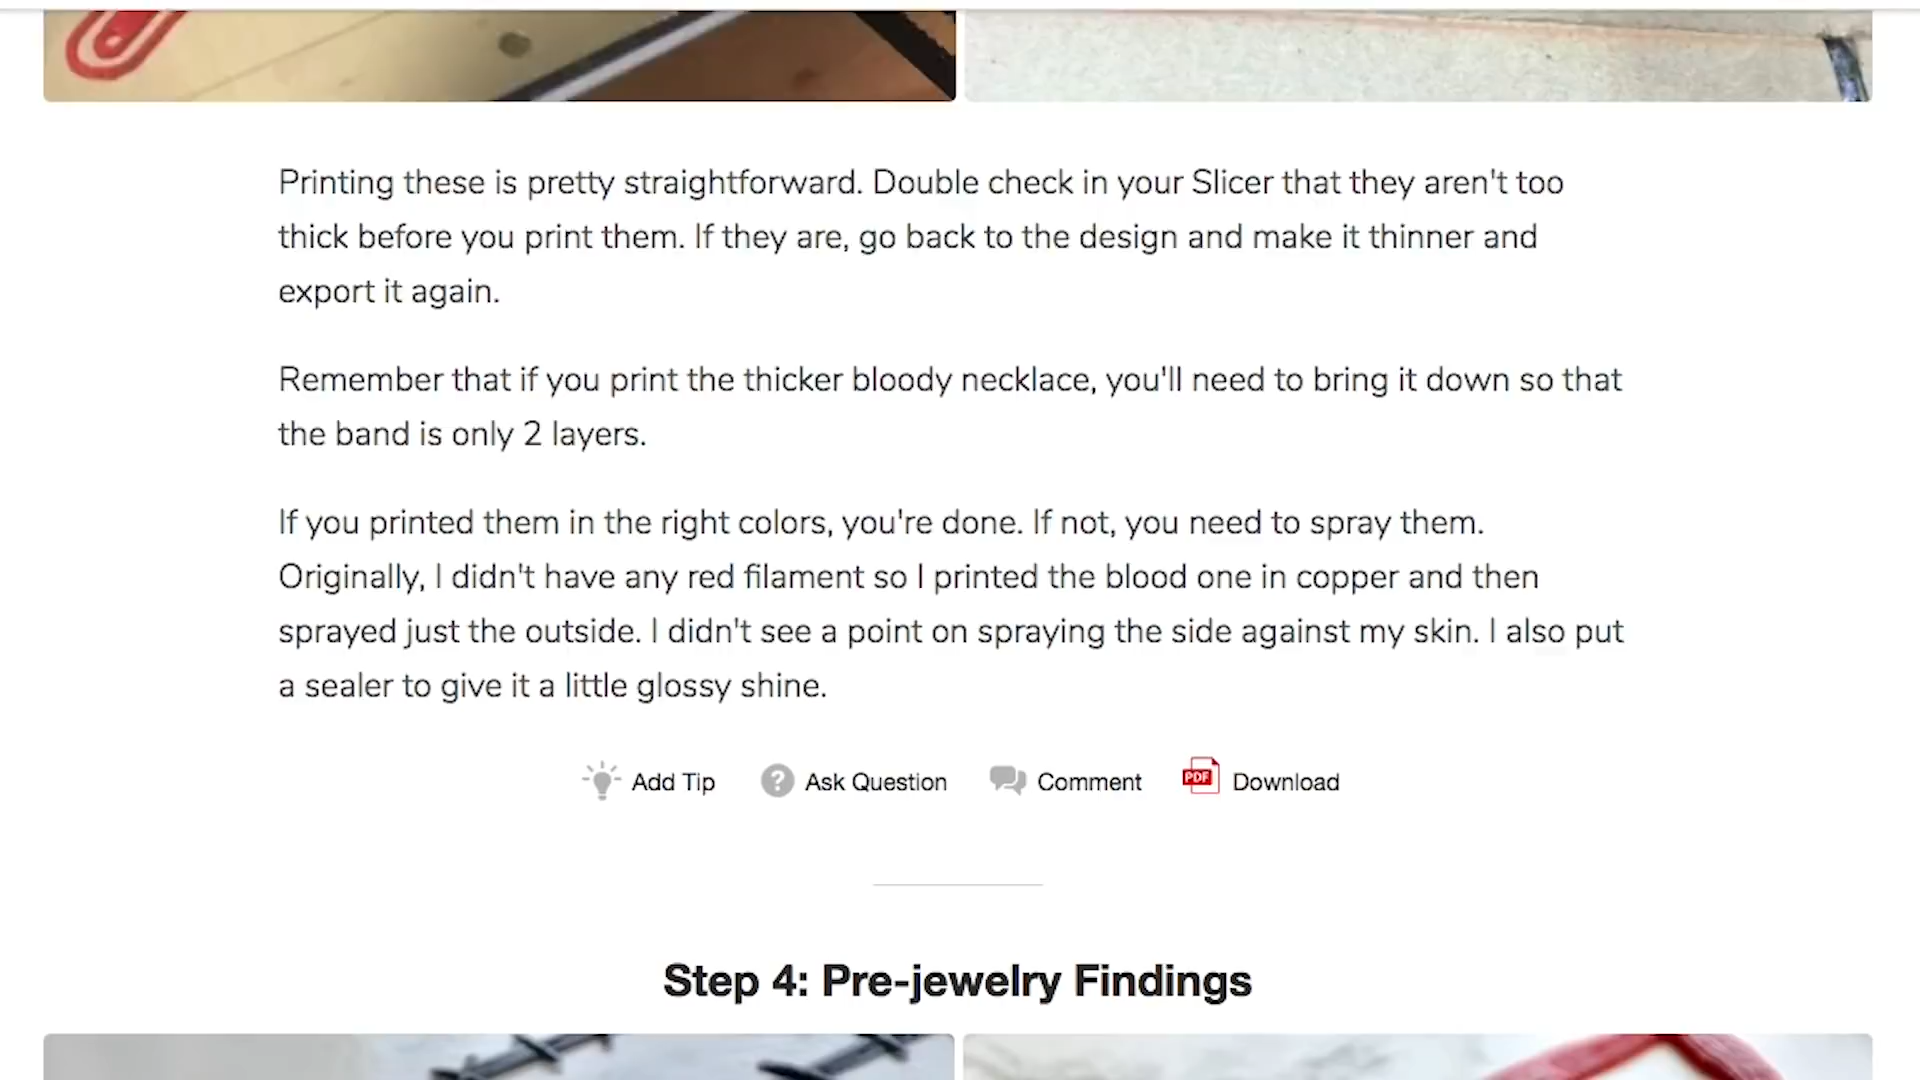 Printing these is pretty straightforward. Double check in your Slicer that they aren't too
thick before you print them. If they are, go back to the design and make it thinner and
export it again.
Remember that if you print the thicker bloody necklace, you'll need to bring it down so that
the band is only 2 layers.
If you printed them in the right colors, you're done. If not, you need to spray them.
Originally, I didn't have any red filament so I printed the blood one in copper and then
sprayed just the outside. I didn't see a point on spraying the side against my skin. I also put
a sealer to give it a little glossy shine.
Add Tip ? Ask Question Comment PDF Download
Step 4: Pre-jewelry Findings